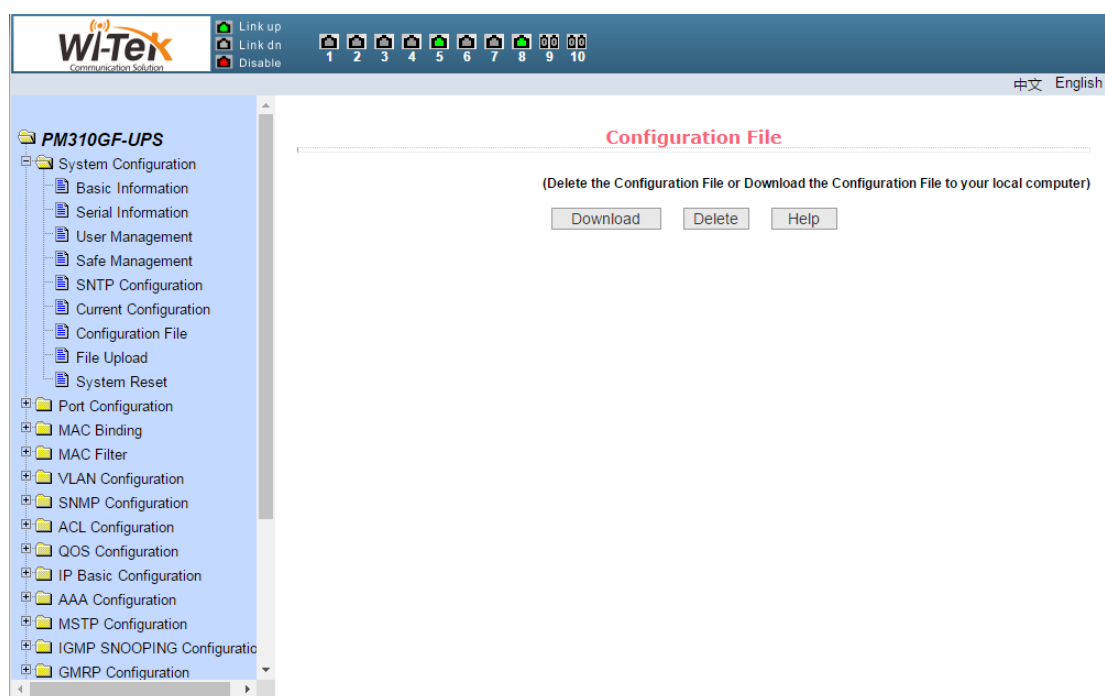 Wi-Tek
Communication Solution
Link up
Link dn
Disable
1 2 3 4 5 6 7 8 9 10
中文 English
PM310GF-UPS
System Configuration
Basic Information
Serial Information
User Management
Safe Management
SNTP Configuration
Current Configuration
Configuration File
File Upload
System Reset
Port Configuration
MAC Binding
MAC Filter
VLAN Configuration
SNMP Configuration
ACL Configuration
QOS Configuration
IP Basic Configuration
AAA Configuration
MSTP Configuration
IGMP SNOOPING Configuratio
GMRP Configuration
Configuration File
(Delete the Configuration File or Download the Configuration File to your local computer)
Download Delete Help